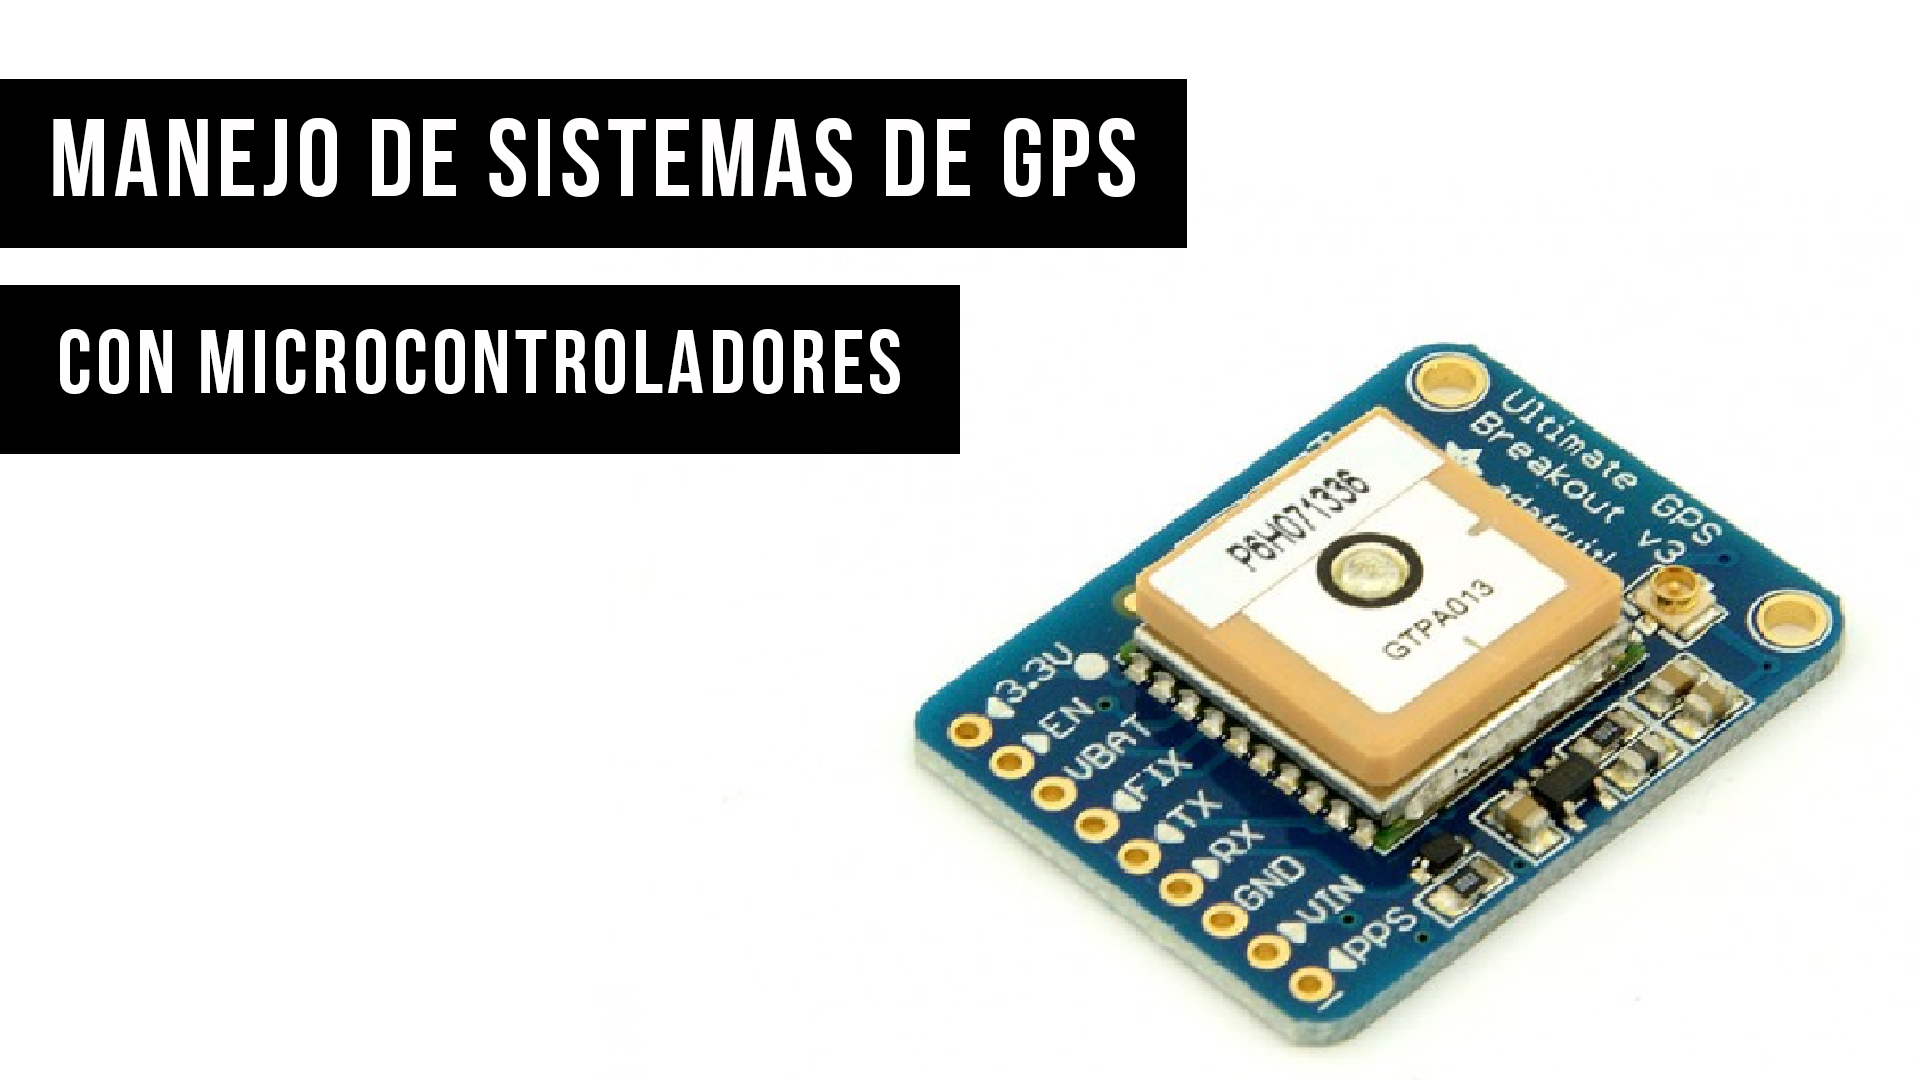 MANEJO DE SISTEMAS DE GPS
CON MICROCONTROLADORES
Ultimate GPS
Breakout v3
adafruit!
P6H071336
GTPA013
3.3V
EN
VBAT
FIX
TX
RX
GND
VIN
PPS